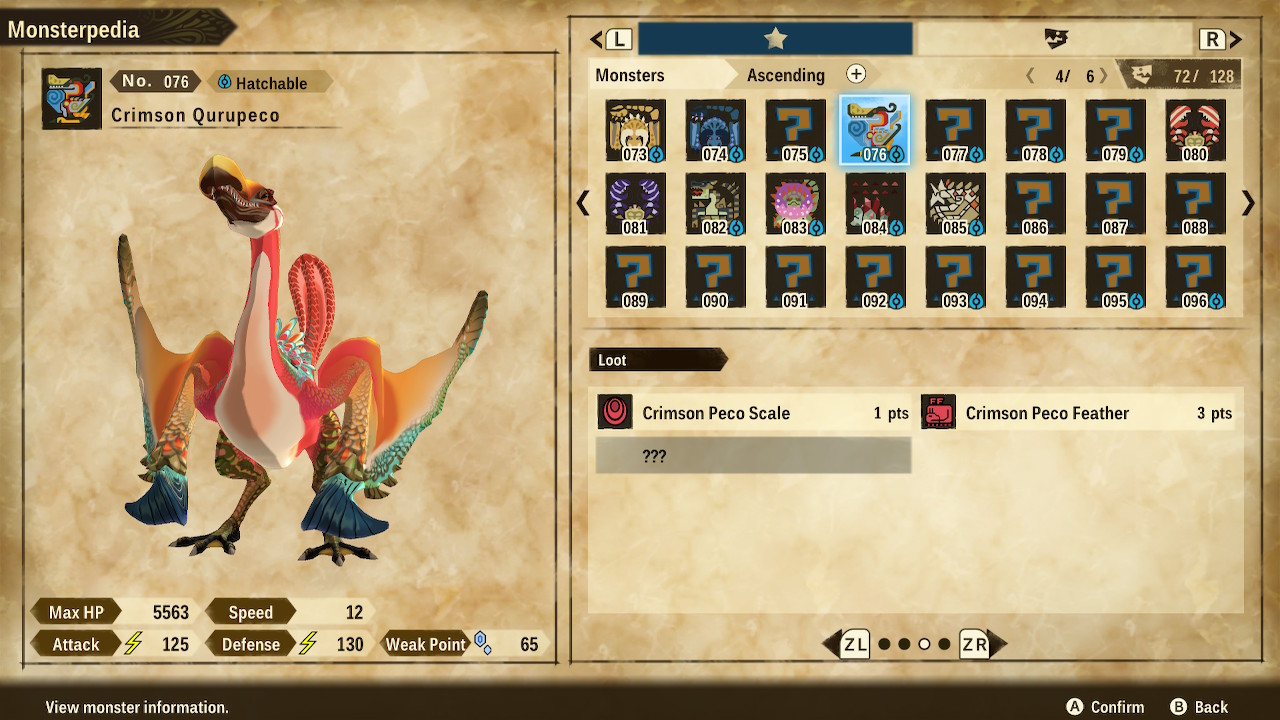 Monsterpedia
No. 076 Hatchable
Crimson Qurupeco
Max HP 5563 Speed 12
Attack 125 Defense 130 Weak Point 65
L R
Monsters Ascending 4/ 6 72/ 128
073 074 075 076 077 078 079 080
081 082 083 084 085 086 087 088
089 090 091 092 093 094 095 096
Loot
Crimson Peco Scale 1 pts Crimson Peco Feather 3 pts
???
ZL ZR
View monster information. A Confirm B Back